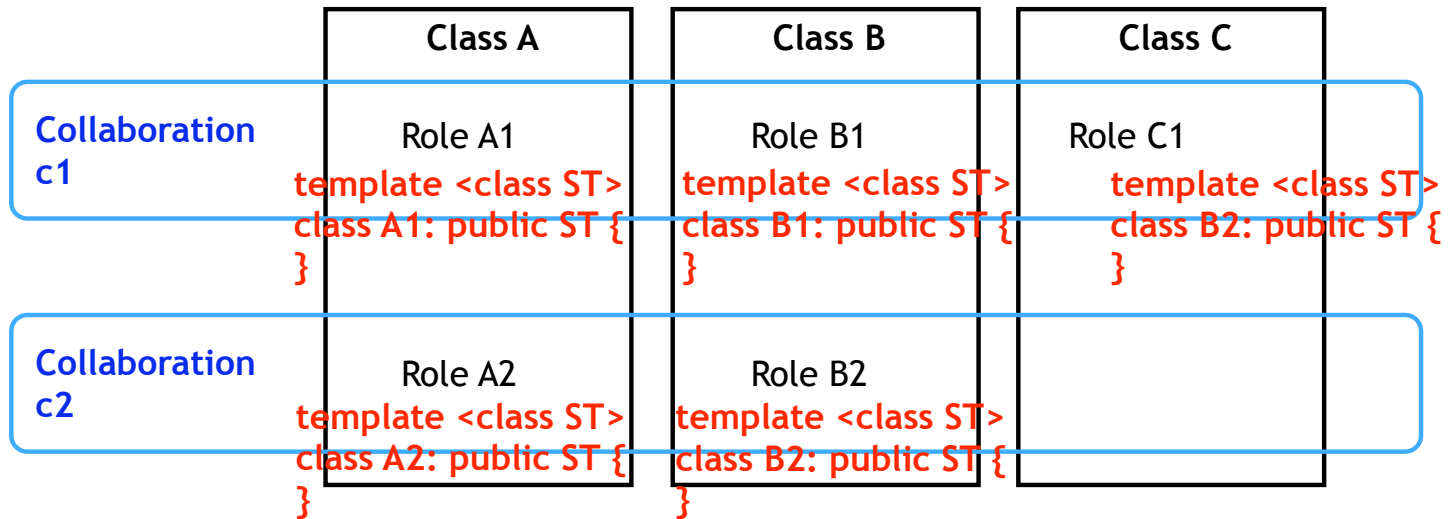 Class A
Class B
Class C
Collaboration
c1
Role A1
template <class ST>
class A1: public ST {
}
Role B1
template <class ST>
class B1: public ST {
}
Role C1
template <class ST>
class B2: public ST {
}
Collaboration
c2
Role A2
template <class ST>
class A2: public ST {
}
Role B2
template <class ST>
class B2: public ST {
}